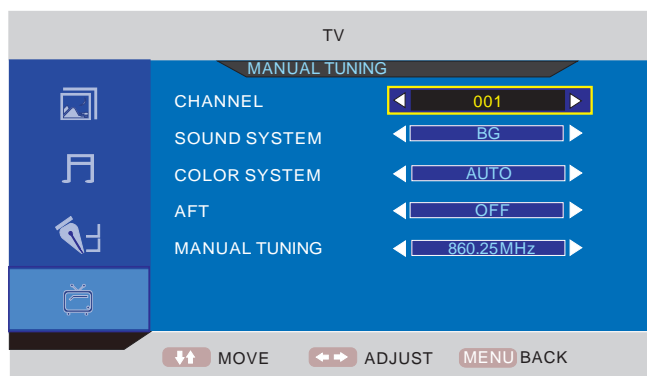 TV
MANUAL TUNING
CHANNEL 001
SOUND SYSTEM BG
COLOR SYSTEM AUTO
AFT OFF
MANUAL TUNING 860.25MHz
MOVE ADJUST MENU BACK